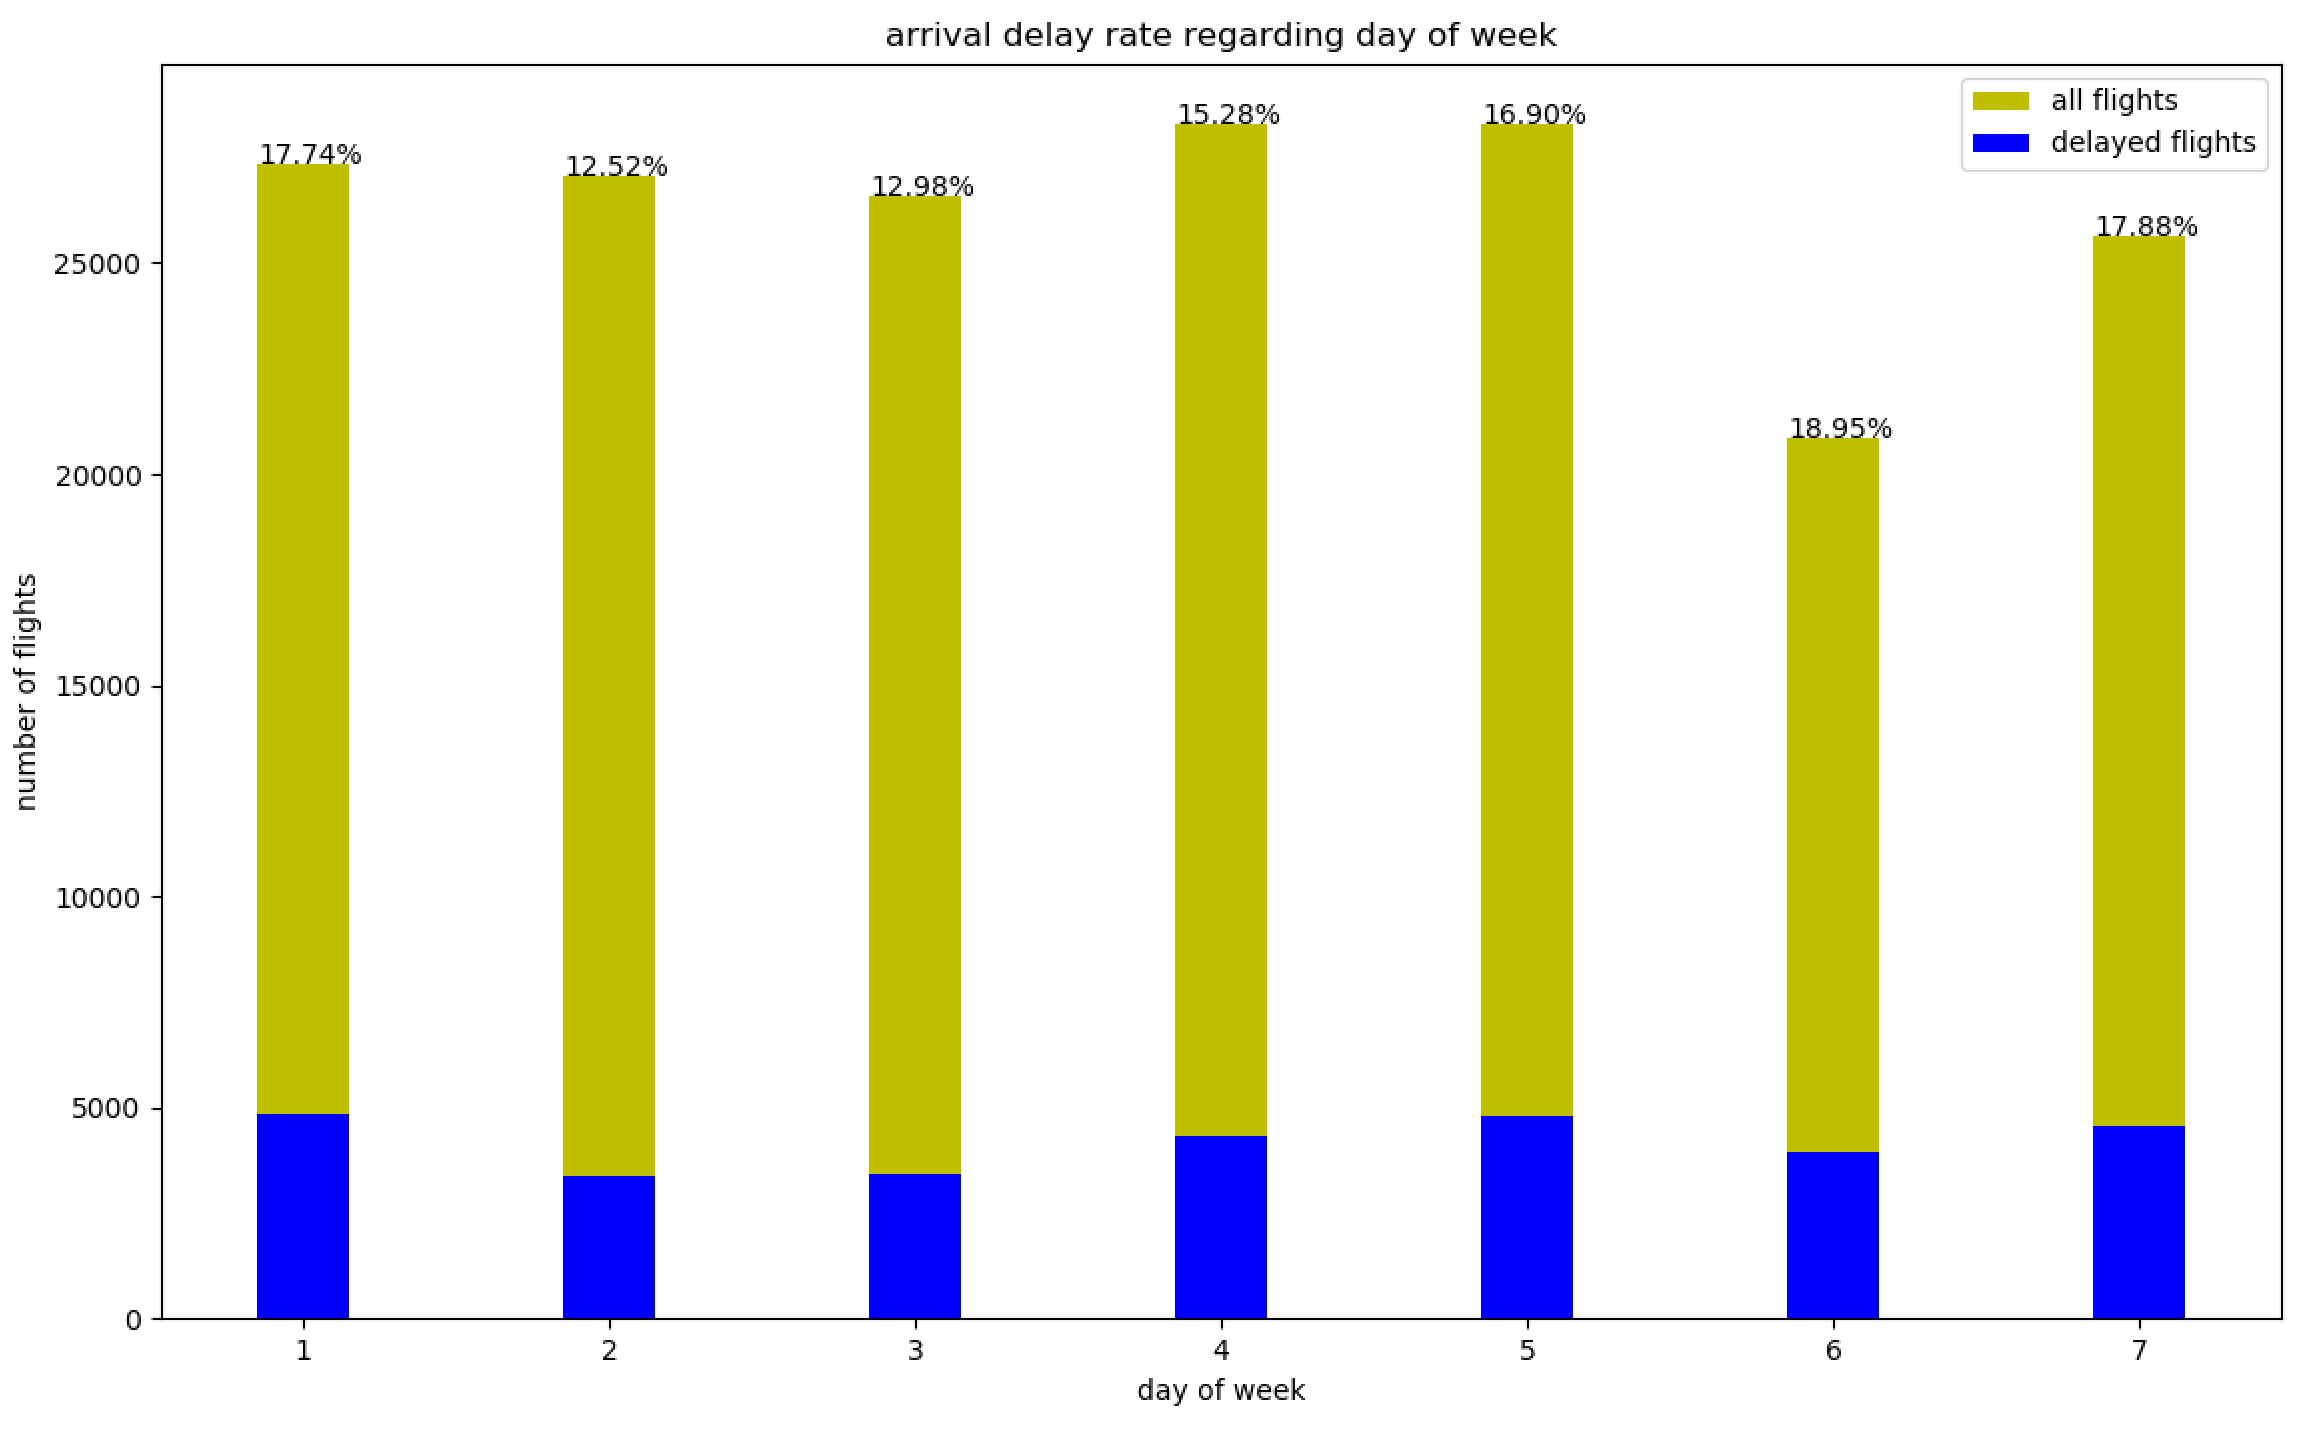 arrival delay rate regarding day of week
all flights
delayed flights
17.74%
12.52%
12.98%
15.28%
16.90%
18.95%
17.88%
number of flights
25000
20000
15000
10000
5000
0
1 2 3 4 5 6 7
day of week